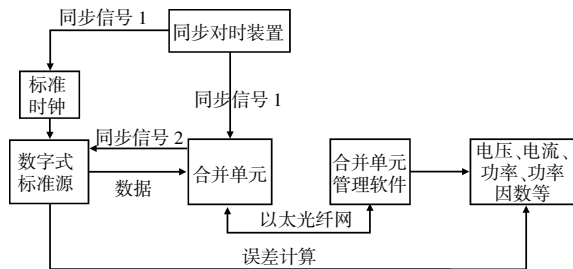 同步信号 1
同步对时装置
标准
时钟
同步信号 1
同步信号 2
数字式
标准源
数据
合并单元
合并单元
管理软件
电压、电流、
功率、功率
因数等
以太光纤网
误差计算